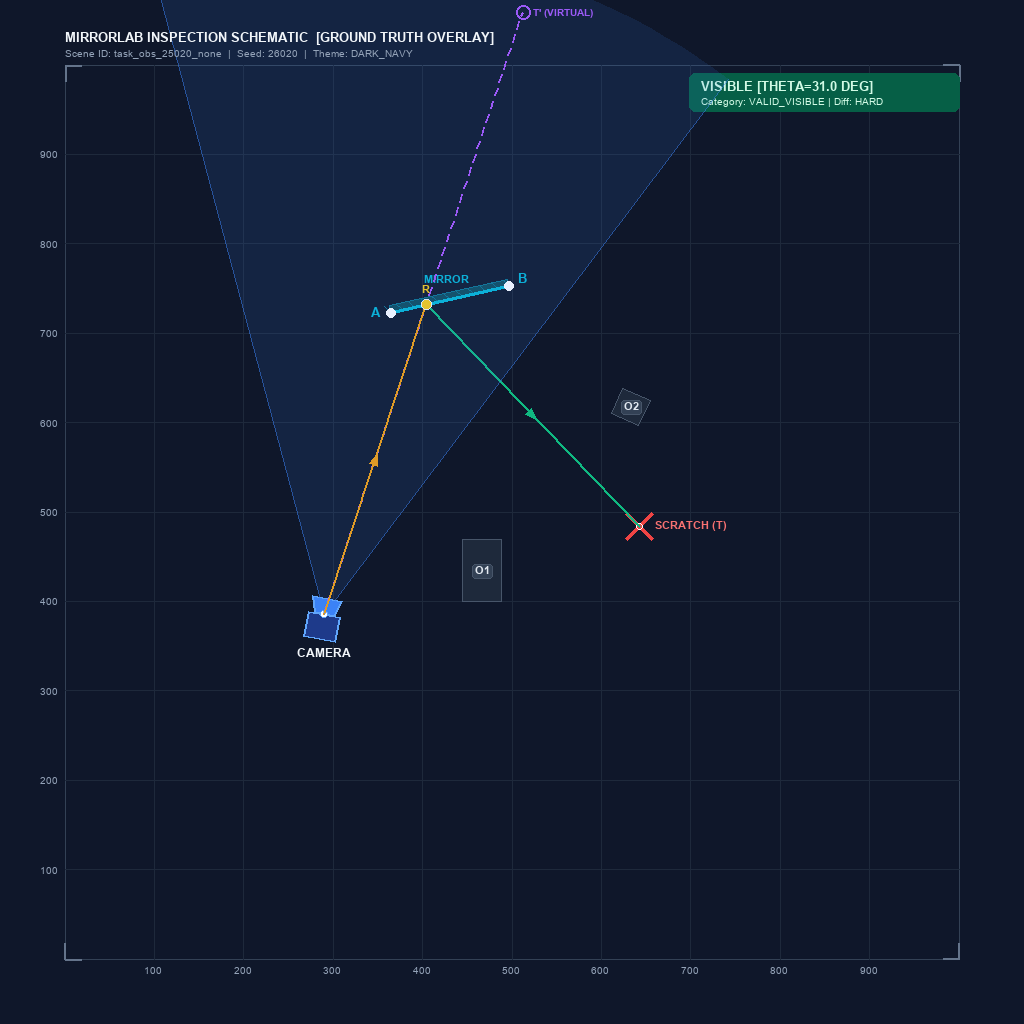 T' (VIRTUAL)
MIRRORLAB INSPECTION SCHEMATIC [GROUND TRUTH OVERLAY]
Scene ID: task_obs_25020_none | Seed: 26020 | Theme: DARK_NAVY
VISIBLE [THETA=31.0 DEG]
Category: VALID_VISIBLE | Diff: HARD
900
800
MIRROR
B
R
A
700
O2
600
500
SCRATCH (T)
O1
400
CAMERA
300
200
100
100 200 300 400 500 600 700 800 900